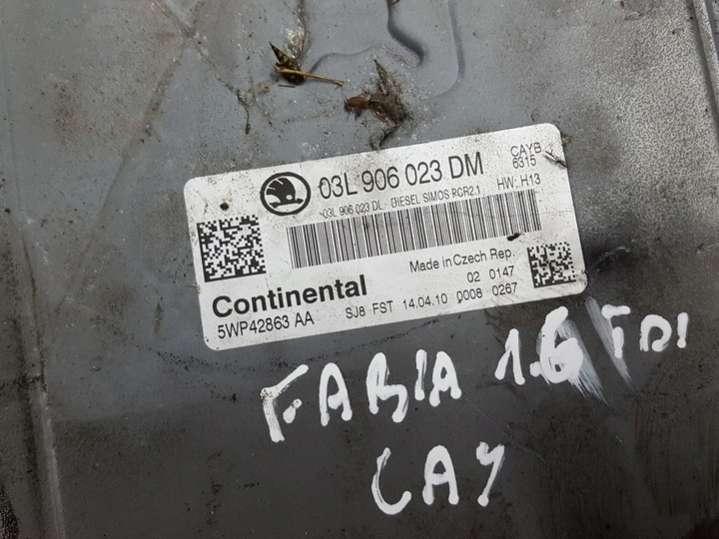 03L 906 023 DM
CAYB
6315
03L 906 023 DL - DIESEL SIMOS PCR2.1
HW: H13
Made in Czech Rep.
02 0147
Continental
5WP42863 AA
SJ8 FST 14.04.10 0008 0267
FABIA 1.6 TDI
CAY